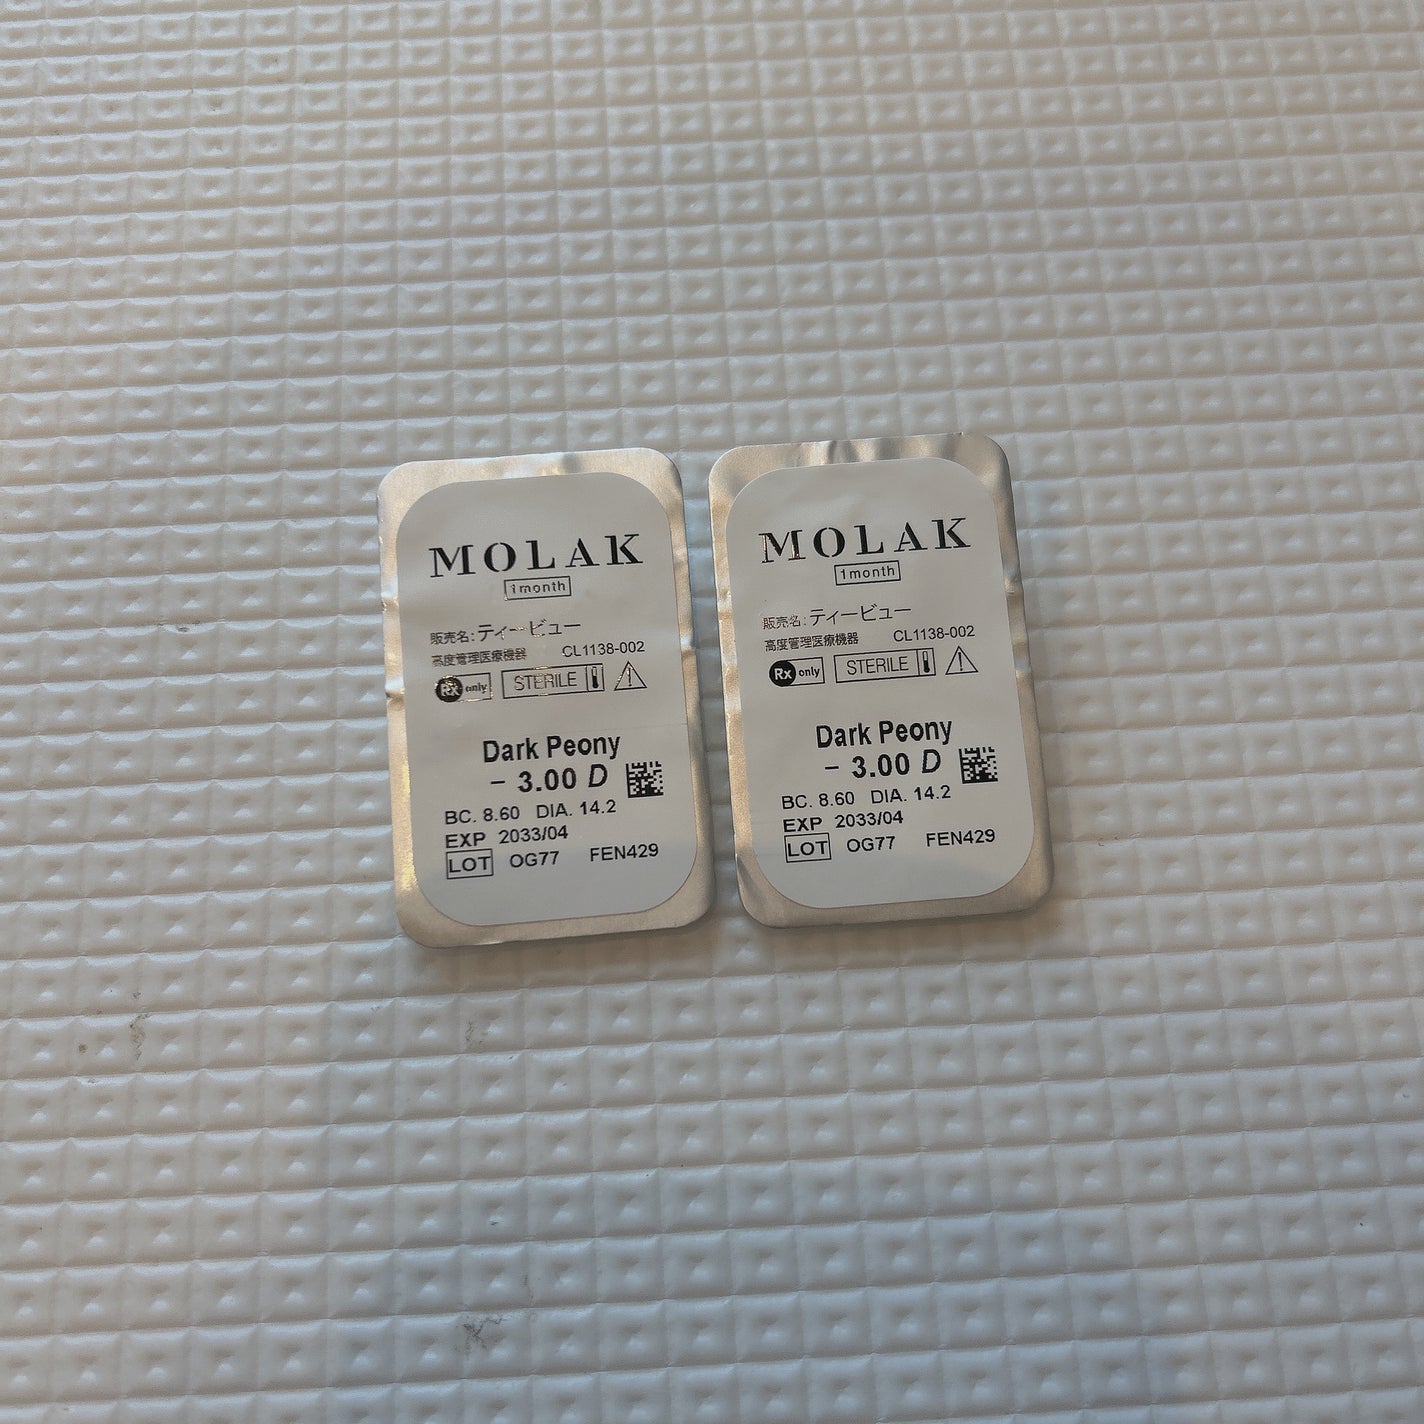 MOLAK
1month
販売名:ティービュー
高度管理医療機器 CL1138-002
Rx only STERILE
Dark Peony
- 3.00 D
BC. 8.60 DIA. 14.2
EXP 2033/04
LOT OG77 FEN429
MOLAK
1month
販売名:ティービュー
高度管理医療機器 CL1138-002
Rx only STERILE
Dark Peony
- 3.00 D
BC. 8.60 DIA. 14.2
EXP 2033/04
LOT OG77 FEN429